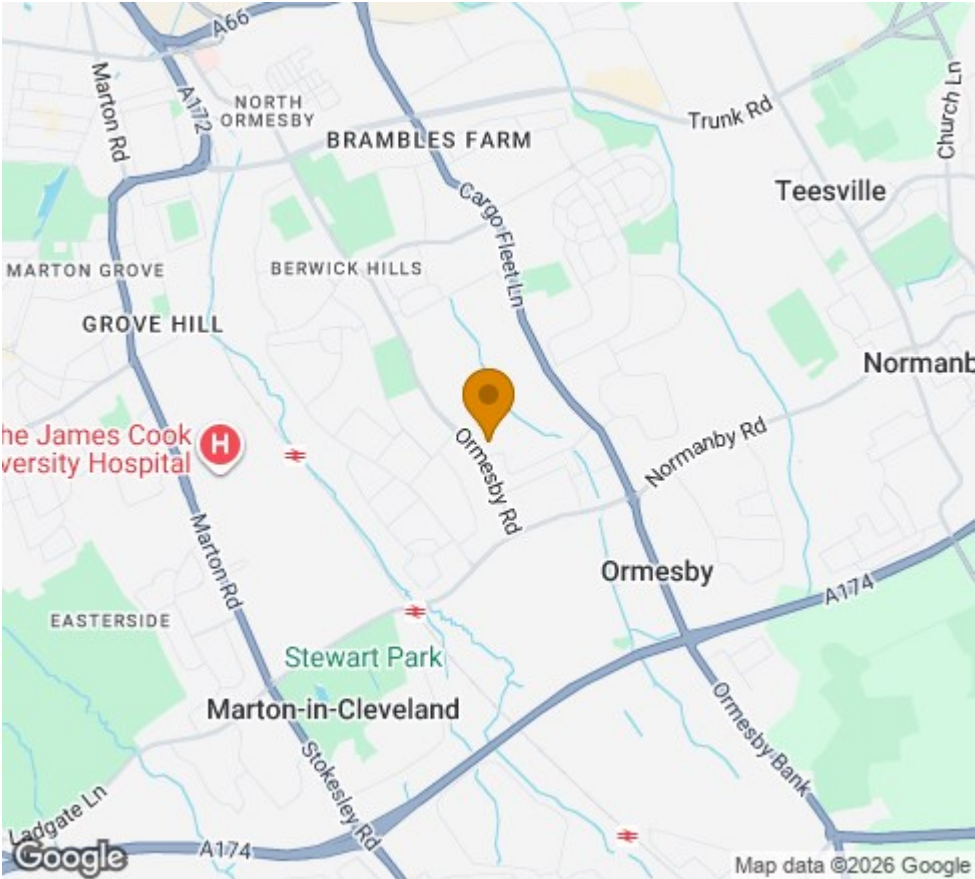 A66
Marton Rd
A172
NORTH
ORMESBY
BRAMBLES FARM
Trunk Rd
Church Ln
Cargo Fleet Ln
Teesville
MARTON GROVE
BERWICK HILLS
GROVE HILL
Normanb
he James Cook
versity Hospital
H
Ormesby Rd
Normanby Rd
Marton Rd
Ormesby
A174
EASTERSIDE
Stewart Park
Marton-in-Cleveland
Ormesby Bank
Stokesley Rd
Ladgate Ln
A174
Google
Map data ©2026 Google